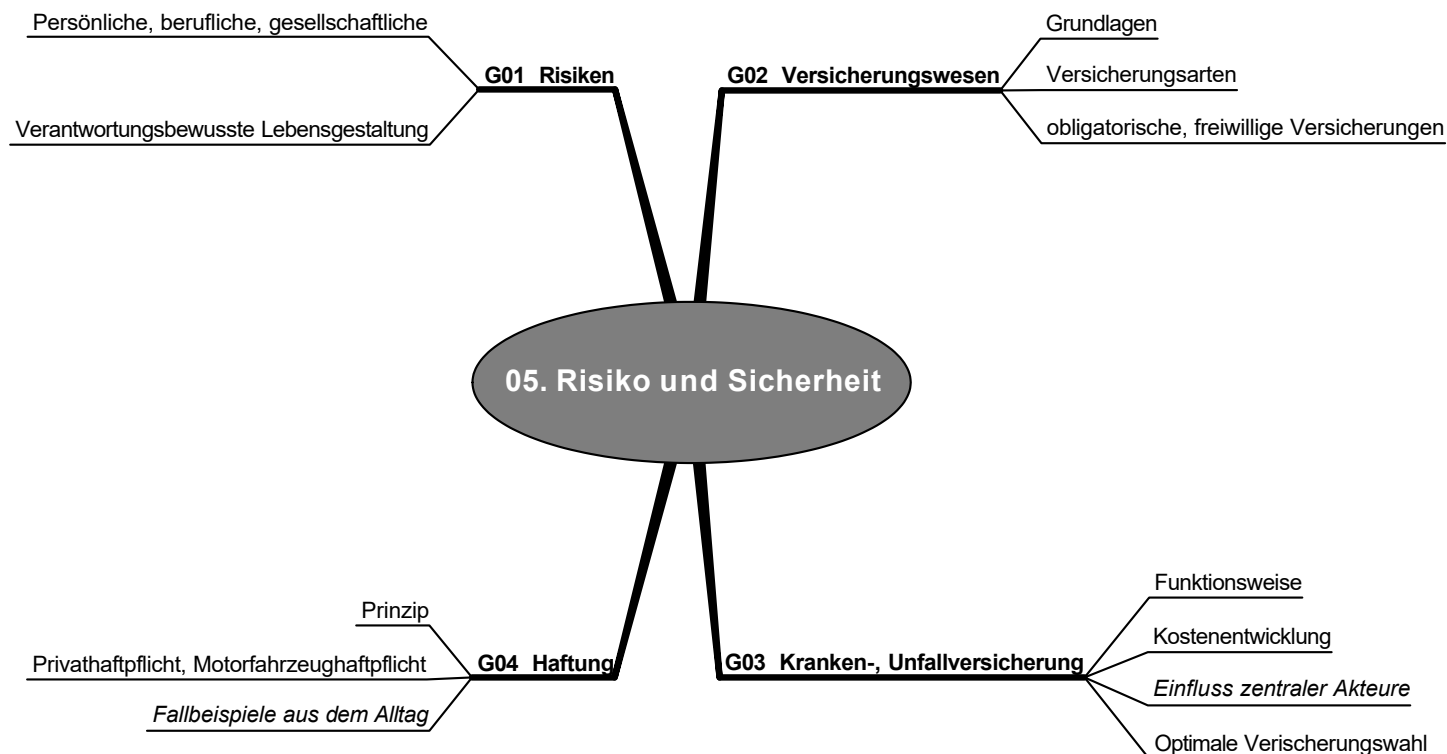 Persönliche, berufliche, gesellschaftliche
G01 Risiken
Verantwortungsbewusste Lebensgestaltung
Grundlagen
G02 Versicherungswesen
Versicherungsarten
obligatorische, freiwillige Versicherungen
05. Risiko und Sicherheit
Prinzip
Privathaftpflicht, Motorfahrzeughaftpflicht
G04 Haftung
Fallbeispiele aus dem Alltag
Funktionsweise
Kostenentwicklung
G03 Kranken-, Unfallversicherung
Einfluss zentraler Akteure
Optimale Verischerungswahl